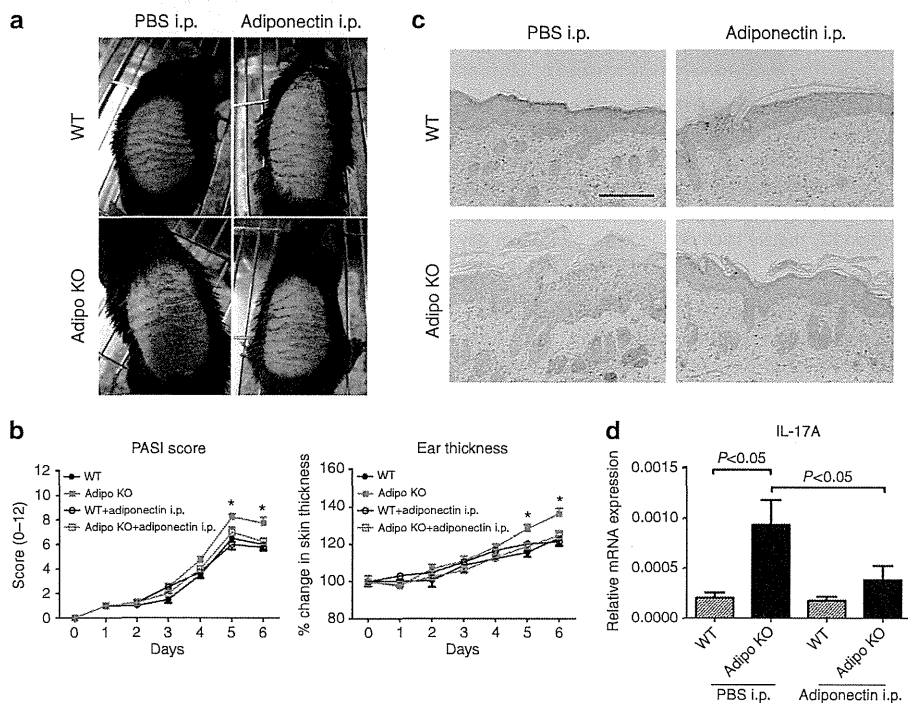 a
PBS i.p.
Adiponectin i.p.
WT
Adipo KO
b
PASI score
Score (0–12)
12
10
8
6
4
2
0
WT
Adipo KO
WT+adiponectin i.p.
Adipo KO+adiponectin i.p.
*
*
0 1 2 3 4 5 6
Days
Ear thickness
% change in skin thickness
160
140
120
100
80
WT
Adipo KO
WT+adiponectin i.p.
Adipo KO+adiponectin i.p.
*
*
0 1 2 3 4 5 6
Days
c
PBS i.p.
Adiponectin i.p.
WT
Adipo KO
d
IL-17A
Relative mRNA expression
0.0015
0.0010
0.0005
0.0000
P<0.05
P<0.05
WT
Adipo KO
WT
Adipo KO
PBS i.p.
Adiponectin i.p.